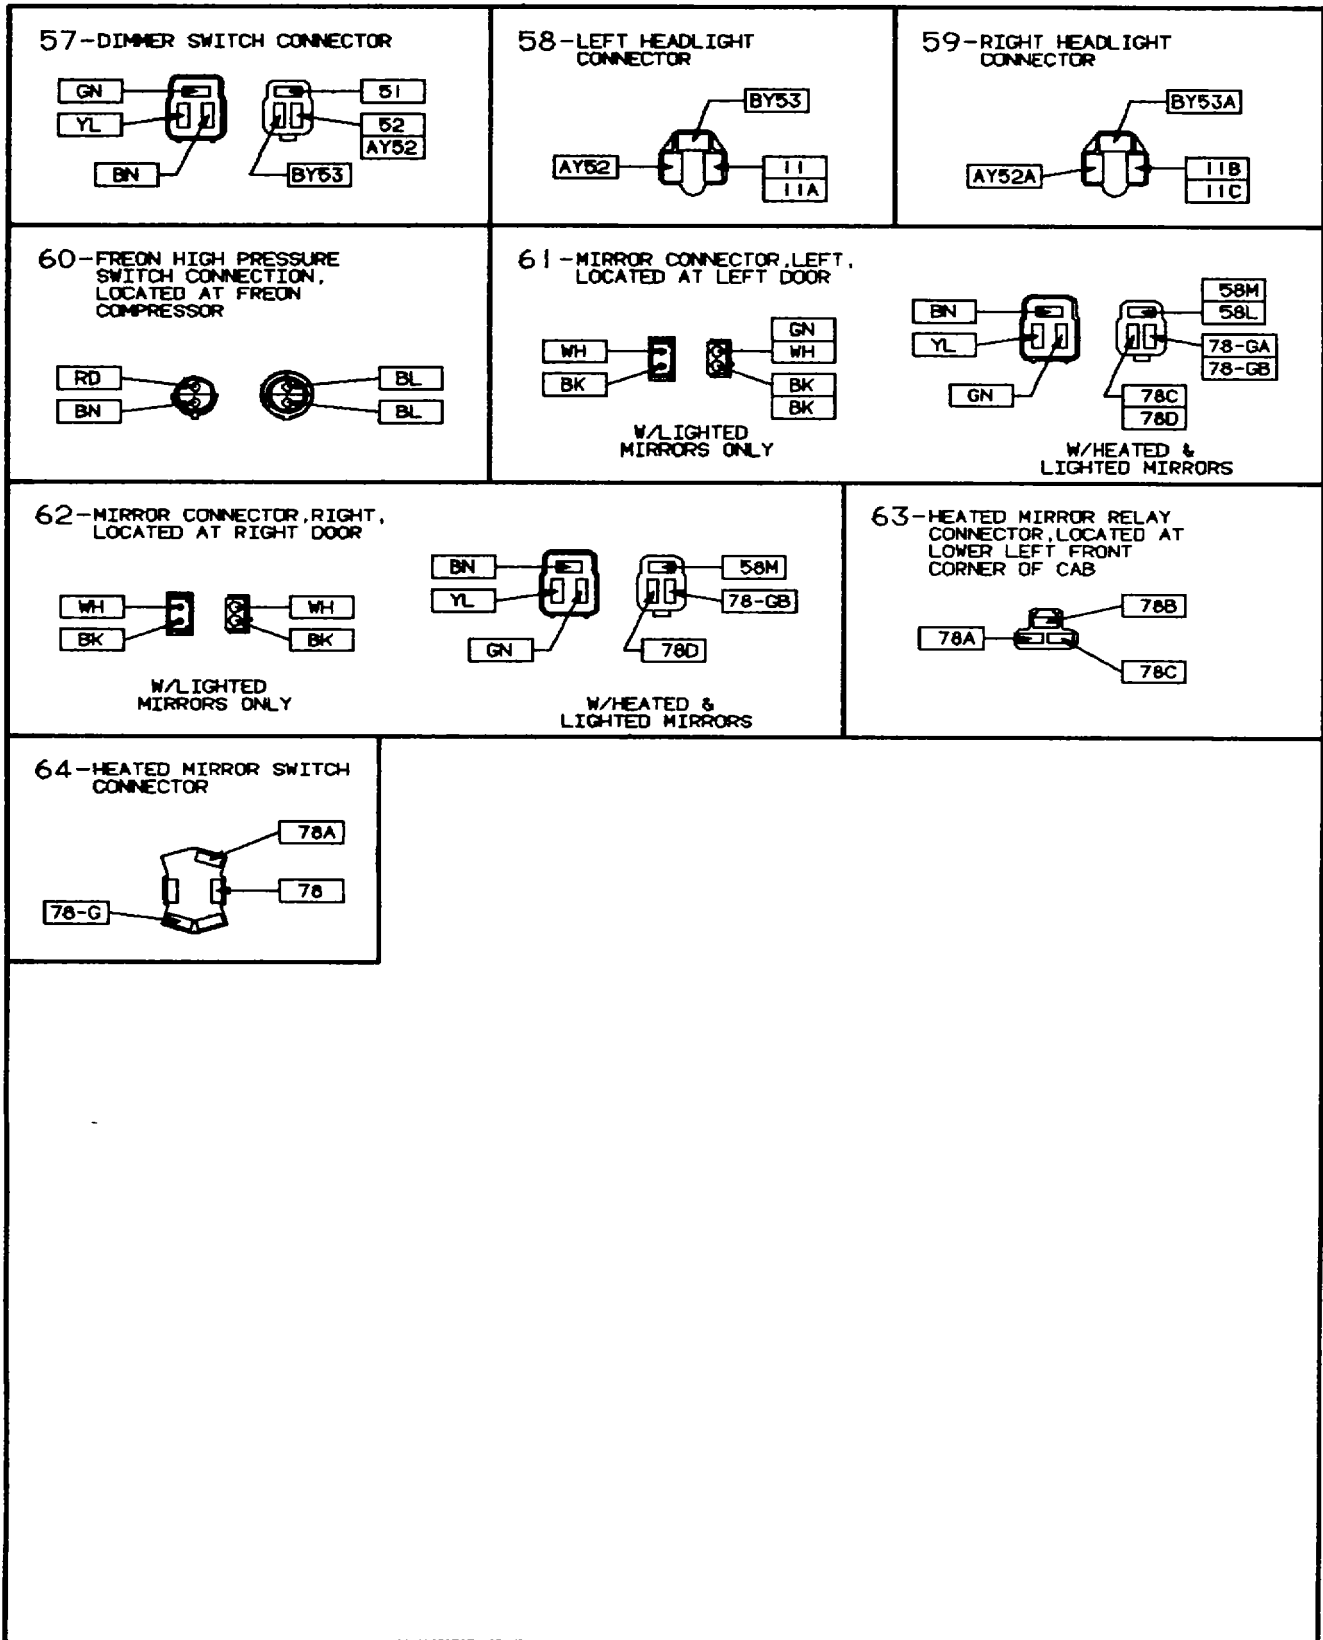 57-DIMMER SWITCH CONNECTOR
GN
YL
BN
51
52
AY52
BY53
58-LEFT HEADLIGHT
CONNECTOR
BY53
AY52
11
11A
59-RIGHT HEADLIGHT
CONNECTOR
BY53A
AY52A
11B
11C
60-FREON HIGH PRESSURE
SWITCH CONNECTION,
LOCATED AT FREON
COMPRESSOR
RD
BN
BL
BL
61-MIRROR CONNECTOR,LEFT,
LOCATED AT LEFT DOOR
WH
BK
GN
WH
BK
BK
W/LIGHTED
MIRRORS ONLY
BN
YL
GN
58M
58L
78-GA
78-GB
78C
78D
W/HEATED &
LIGHTED MIRRORS
62-MIRROR CONNECTOR,RIGHT,
LOCATED AT RIGHT DOOR
WH
BK
WH
BK
W/LIGHTED
MIRRORS ONLY
BN
YL
GN
58M
78-GB
78D
W/HEATED &
LIGHTED MIRRORS
63-HEATED MIRROR RELAY
CONNECTOR,LOCATED AT
LOWER LEFT FRONT
CORNER OF CAB
78B
78A
78C
64-HEATED MIRROR SWITCH
CONNECTOR
78A
78
78-G